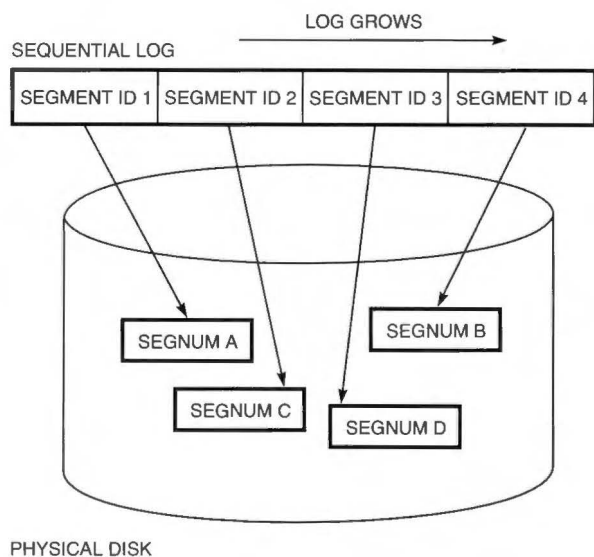 LOG GROWS
SEQUENTIAL LOG
SEGMENT ID 1 SEGMENT ID 2 SEGMENT ID 3 SEGMENT ID 4
SEGNUM A
SEGNUM B
SEGNUM C
SEGNUM D
PHYSICAL DISK